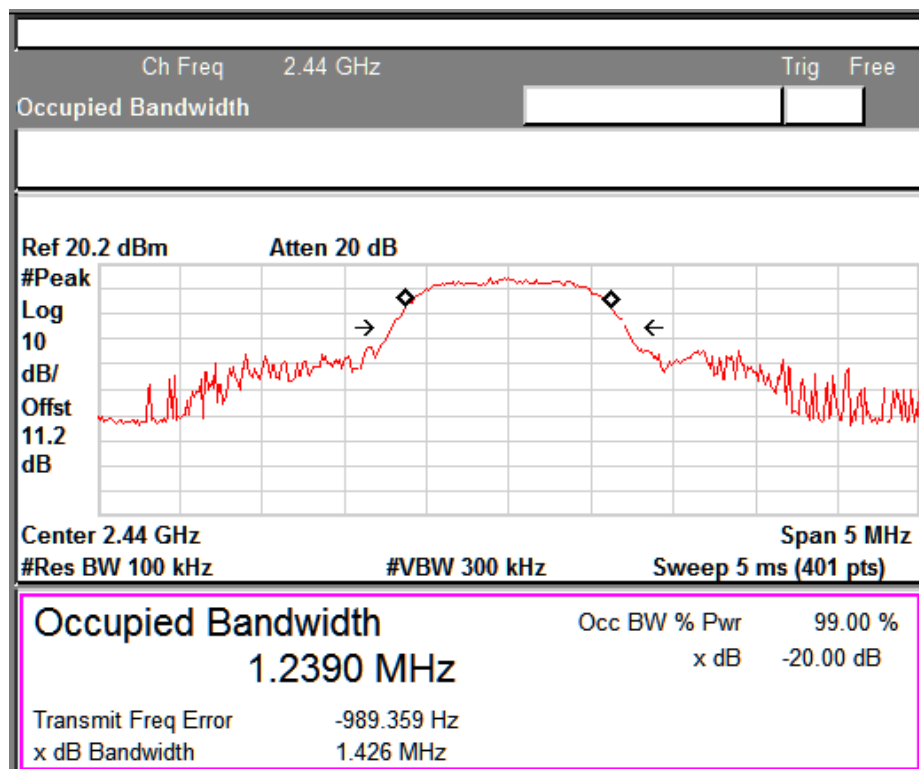 Ch Freq 2.44 GHz Trig Free
Occupied Bandwidth
Ref 20.2 dBm Atten 20 dB
#Peak
Log
10
dB/
Offst
11.2
dB
Center 2.44 GHz Span 5 MHz
#Res BW 100 kHz #VBW 300 kHz Sweep 5 ms (401 pts)
Occupied Bandwidth Occ BW % Pwr 99.00 %
1.2390 MHz x dB -20.00 dB
Transmit Freq Error -989.359 Hz
x dB Bandwidth 1.426 MHz